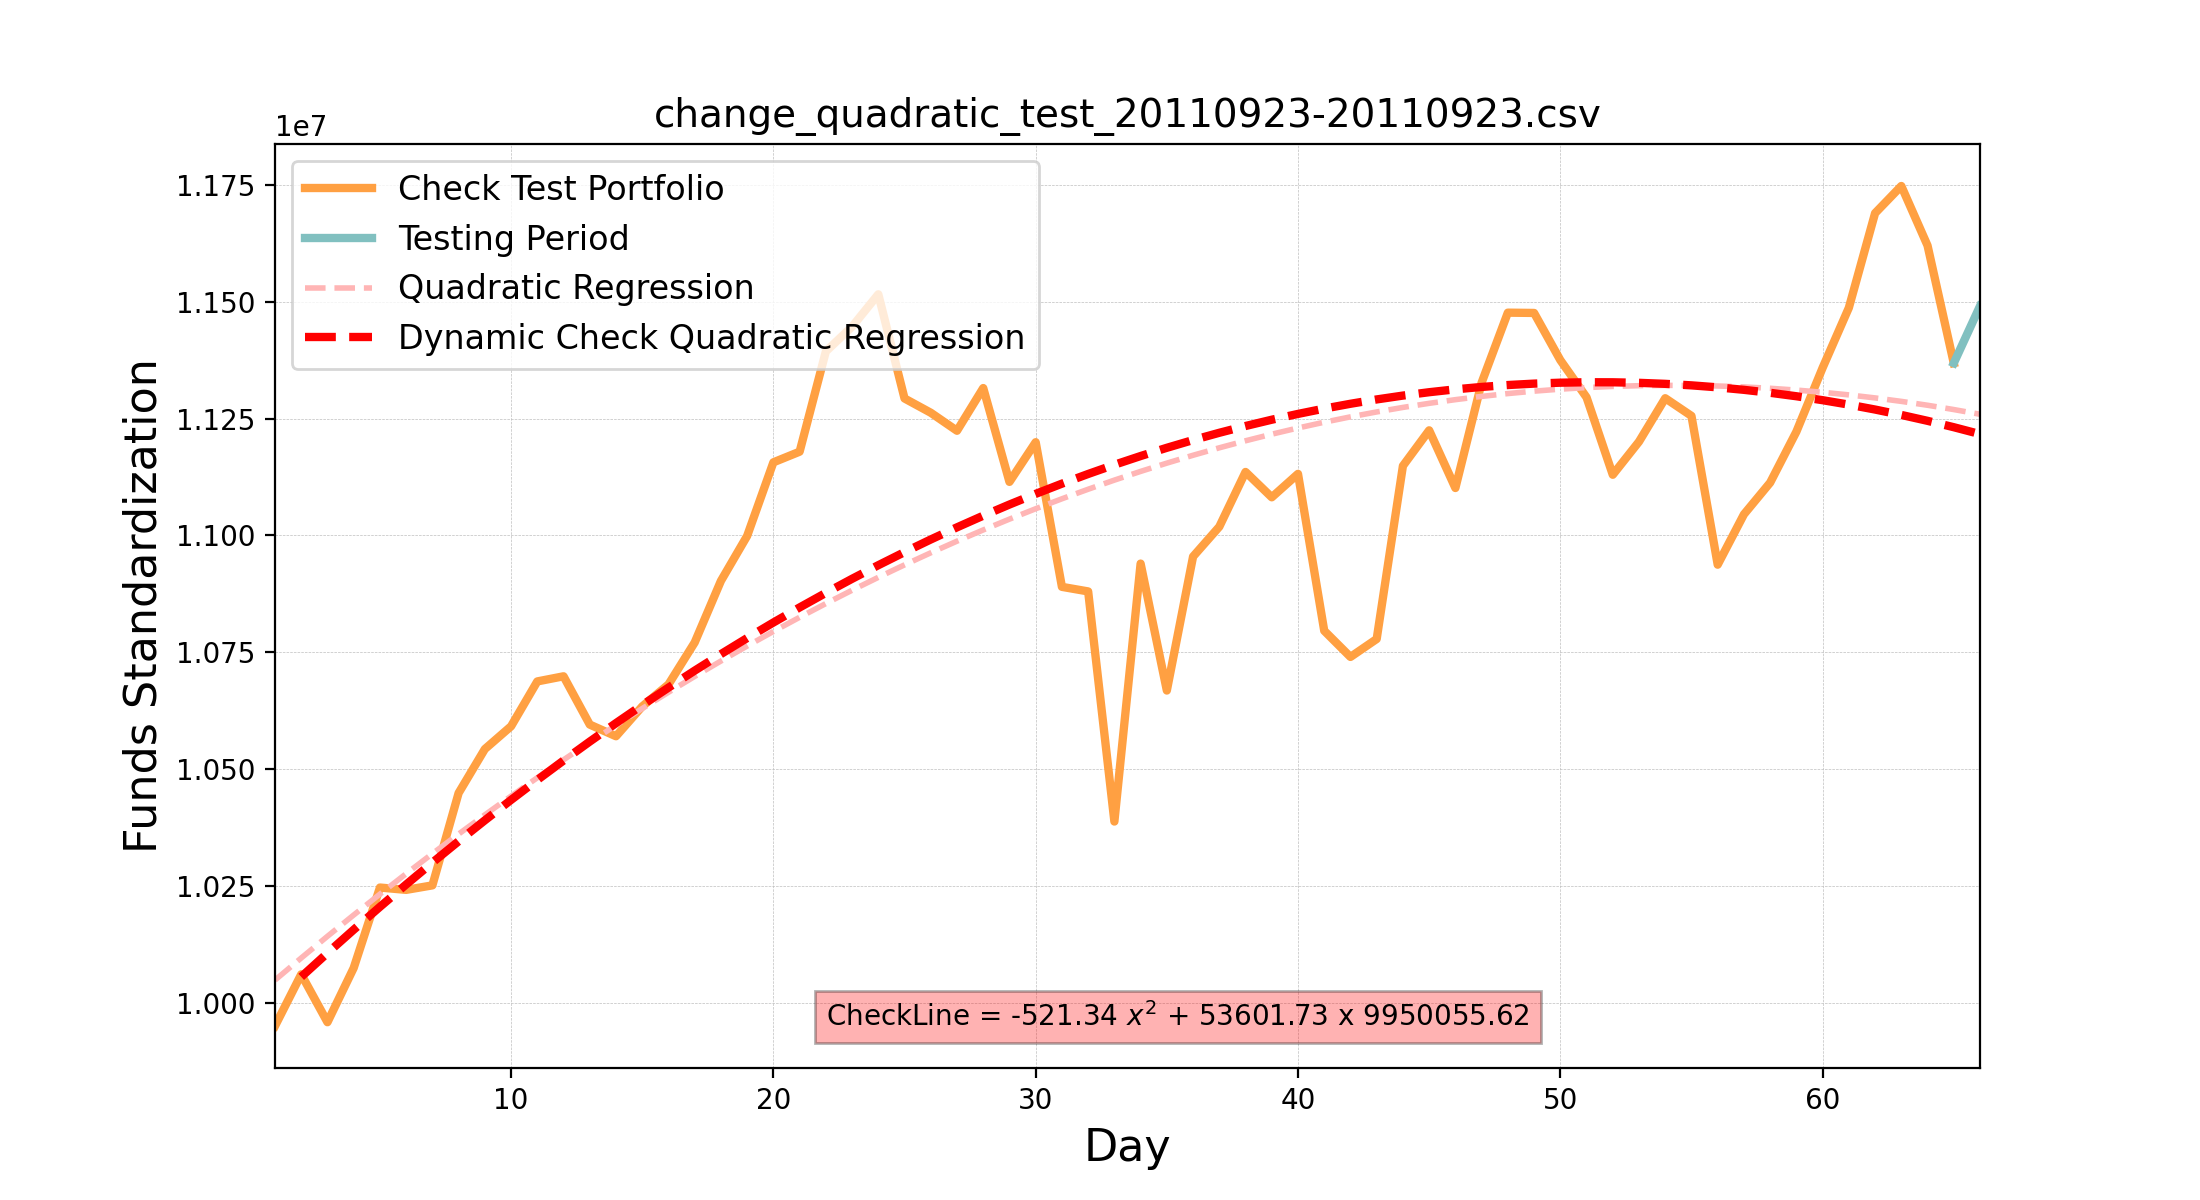 change_quadratic_test_20110923-20110923.csv
1e7
Check Test Portfolio
Testing Period
Quadratic Regression
Dynamic Check Quadratic Regression
1.175
1.150
1.125
1.100
1.075
1.050
1.025
1.000
Funds Standardization
CheckLine = -521.34 x² + 53601.73 x 9950055.62
10 20 30 40 50 60
Day